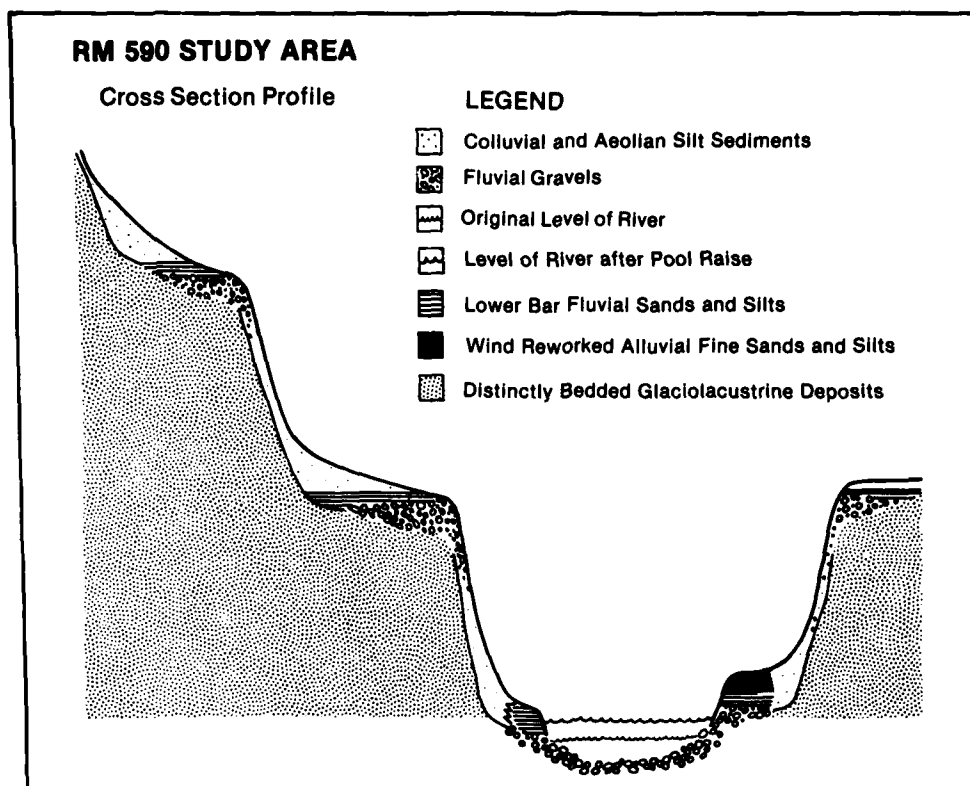 RM 590 STUDY AREA
Cross Section Profile
LEGEND
Colluvial and Aeolian Silt Sediments
Fluvial Gravels
Original Level of River
Level of River after Pool Raise
Lower Bar Fluvial Sands and Silts
Wind Reworked Alluvial Fine Sands and Silts
Distinctly Bedded Glaciolacustrine Deposits